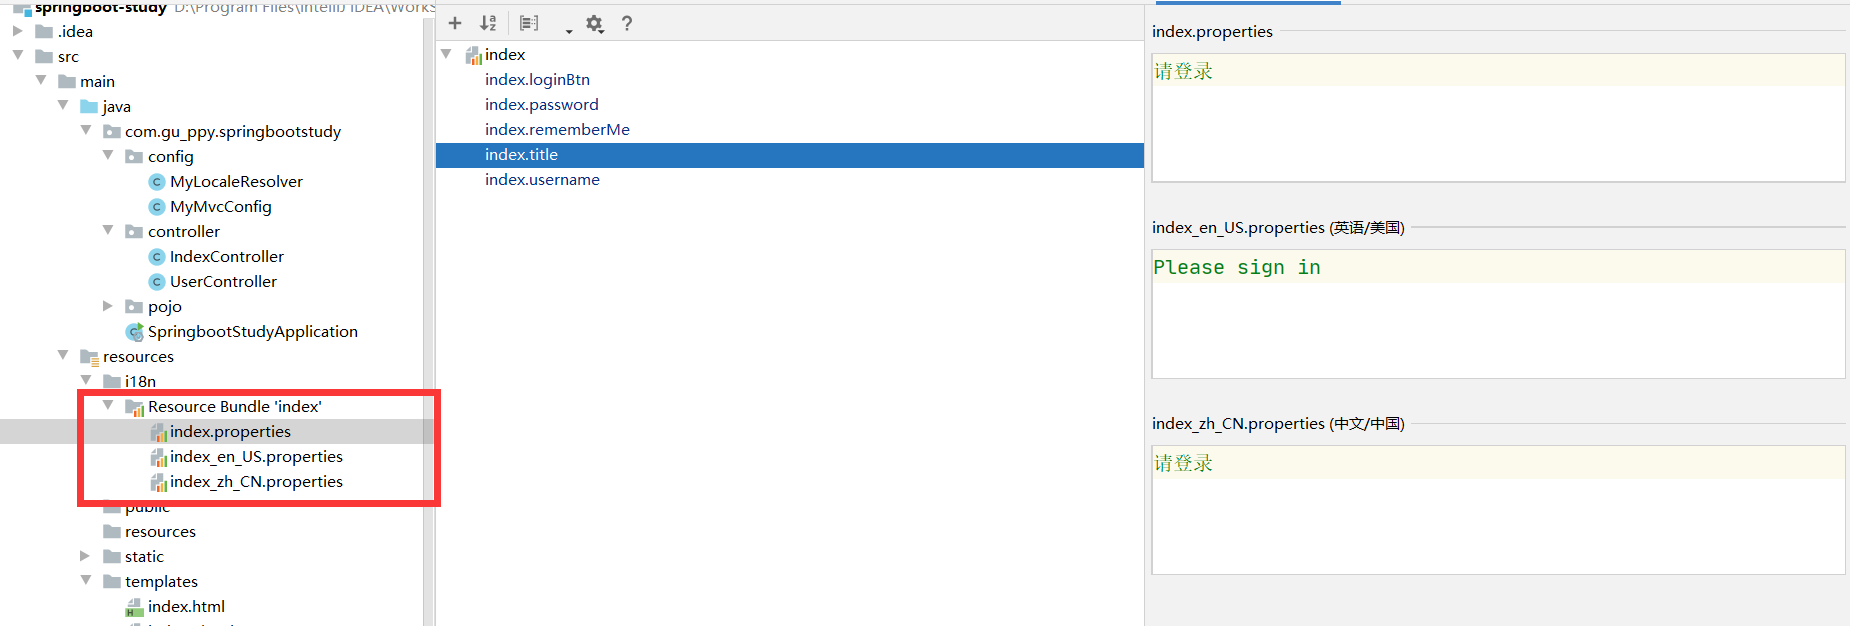 springboot-study D:\Program Files\IntelliJ IDEA\WorkS
.idea
src
main
java
com.gu_ppy.springbootstudy
config
MyLocaleResolver
MyMvcConfig
controller
IndexController
UserController
pojo
SpringbootStudyApplication
resources
i18n
Resource Bundle 'index'
index.properties
index_en_US.properties
index_zh_CN.properties
public
resources
static
templates
index.html
index
index.loginBtn
index.password
index.rememberMe
index.title
index.username
index.properties
请登录
index_en_US.properties (英语/美国)
Please sign in
index_zh_CN.properties (中文/中国)
请登录